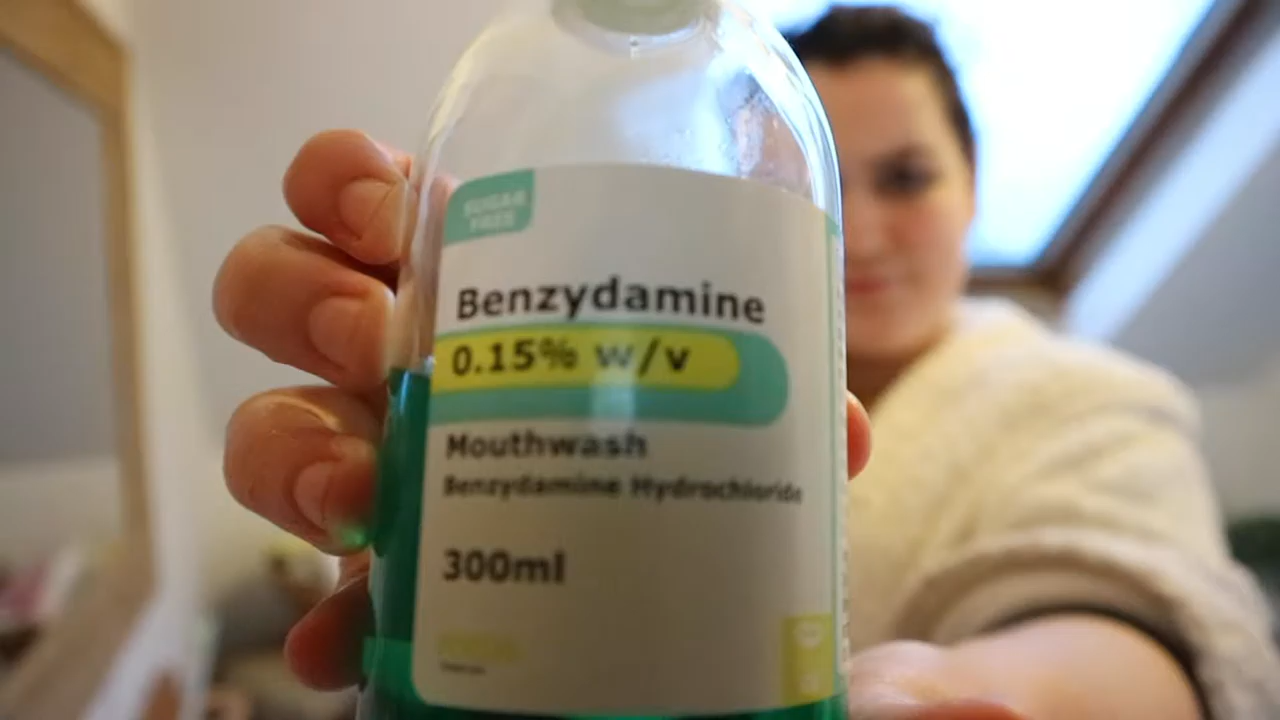 SUGAR
FREE
Benzydamine
0.15% w/v
Mouthwash
Benzydamine Hydrochloride
300ml